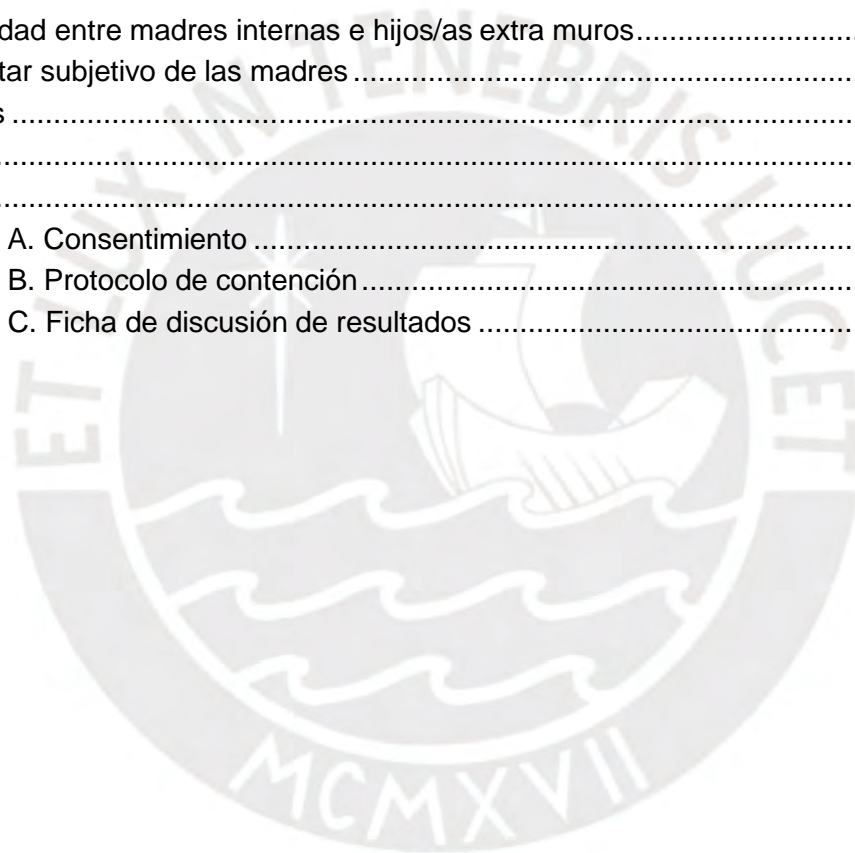 dad entre madres internas e hijos/as extra muros........................
tar subjetivo de las madres........................................................
s....................................................................................................
....................................................................................................
....................................................................................................
A. Consentimiento........................................................................
B. Protocolo de contención...........................................................
C. Ficha de discusión de resultados.............................................
ET LUX IN TENEBRIS LUCET
MCMXVII